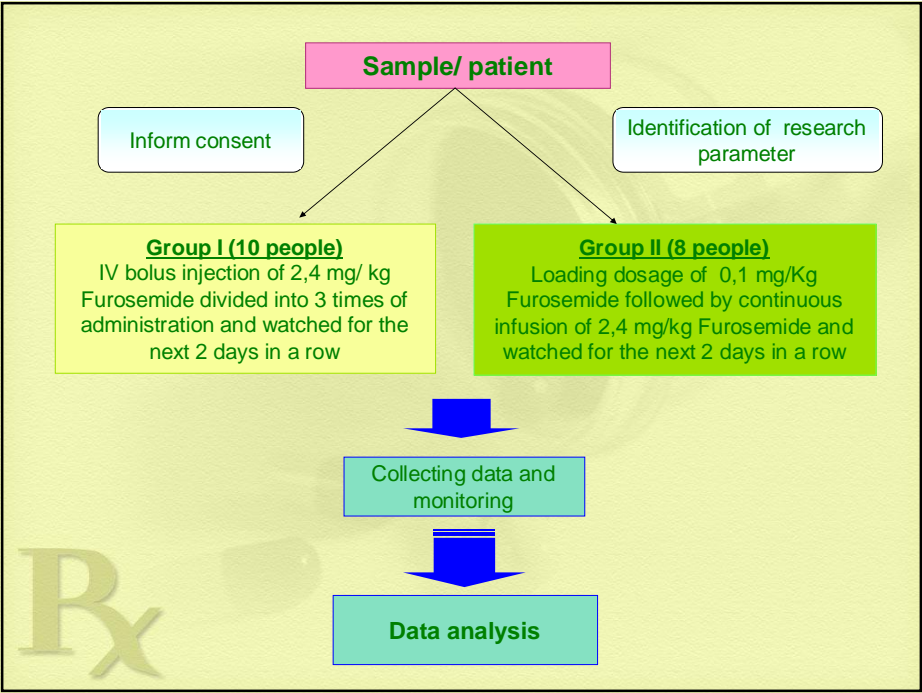 Sample/ patient
Inform consent
Identification of research
parameter
Group I (10 people)
IV bolus injection of 2,4 mg/ kg
Furosemide divided into 3 times of
administration and watched for the
next 2 days in a row
Group II (8 people)
Loading dosage of 0,1 mg/Kg
Furosemide followed by continuous
infusion of 2,4 mg/kg Furosemide and
watched for the next 2 days in a row
Collecting data and
monitoring
Data analysis
Rx